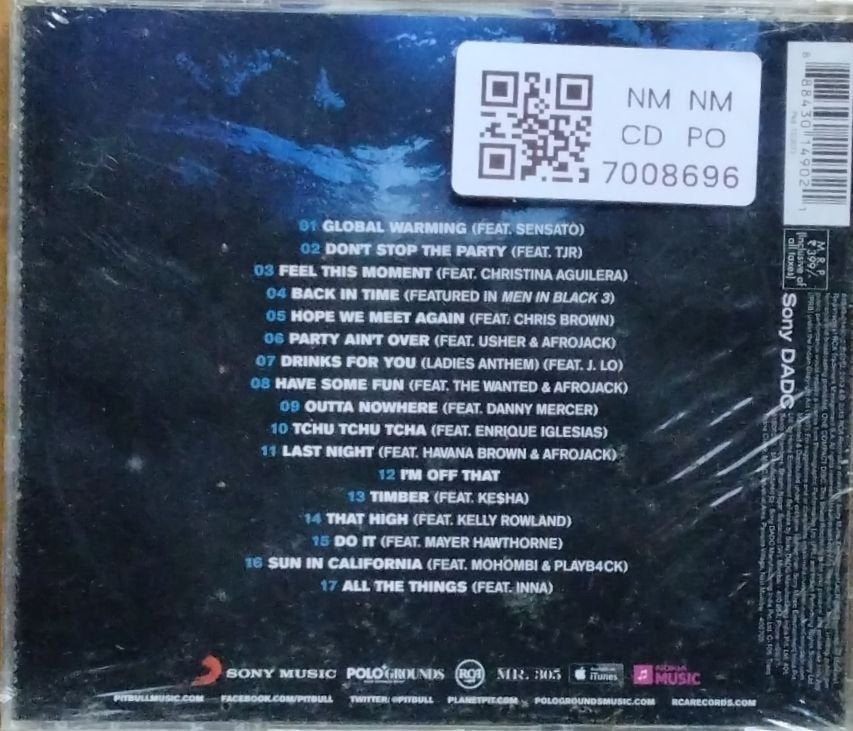 NM NM
CD PO
7008696
8 88430 14902 1
M.R.P.
₹399/-
[Inclusive of
all taxes]
Sony DADC
01 GLOBAL WARMING (FEAT. SENSATO)
02 DON'T STOP THE PARTY (FEAT. TJR)
03 FEEL THIS MOMENT (FEAT. CHRISTINA AGUILERA)
04 BACK IN TIME (FEATURED IN MEN IN BLACK 3)
05 HOPE WE MEET AGAIN (FEAT. CHRIS BROWN)
06 PARTY AIN'T OVER (FEAT. USHER & AFROJACK)
07 DRINKS FOR YOU (LADIES ANTHEM) (FEAT. J. LO)
08 HAVE SOME FUN (FEAT. THE WANTED & AFROJACK)
09 OUTTA NOWHERE (FEAT. DANNY MERCER)
10 TCHU TCHU TCHA (FEAT. ENRIQUE IGLESIAS)
11 LAST NIGHT (FEAT. HAVANA BROWN & AFROJACK)
12 I'M OFF THAT
13 TIMBER (FEAT. KE$HA)
14 THAT HIGH (FEAT. KELLY ROWLAND)
15 DO IT (FEAT. MAYER HAWTHORNE)
16 SUN IN CALIFORNIA (FEAT. MOHOMBI & PLAYB4CK)
17 ALL THE THINGS (FEAT. INNA)
SONY MUSIC POLO GROUNDS RCA MR. 305 iTunes NOKIA MUSIC
PITBULLMUSIC.COM FACEBOOK.COM/PITBULL TWITTER: @PITBULL PLANETPIT.COM POLOGROUNDSMUSIC.COM RCARECORDS.COM